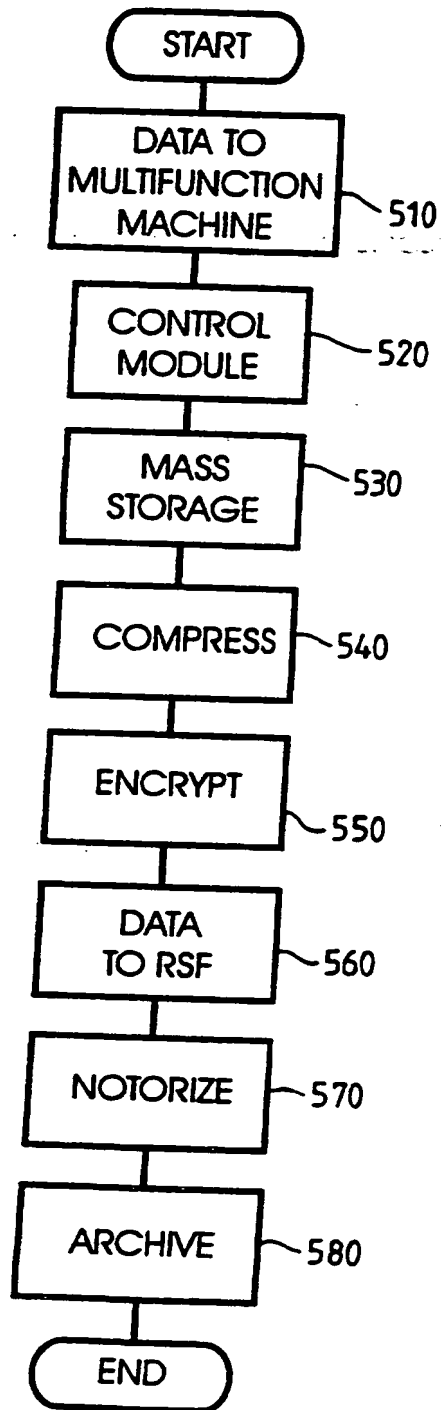 START
DATA TO
MULTIFUNCTION
MACHINE
510
CONTROL
MODULE
520
MASS
STORAGE
530
COMPRESS
540
ENCRYPT
550
DATA
TO RSF
560
NOTORIZE
570
ARCHIVE
580
END